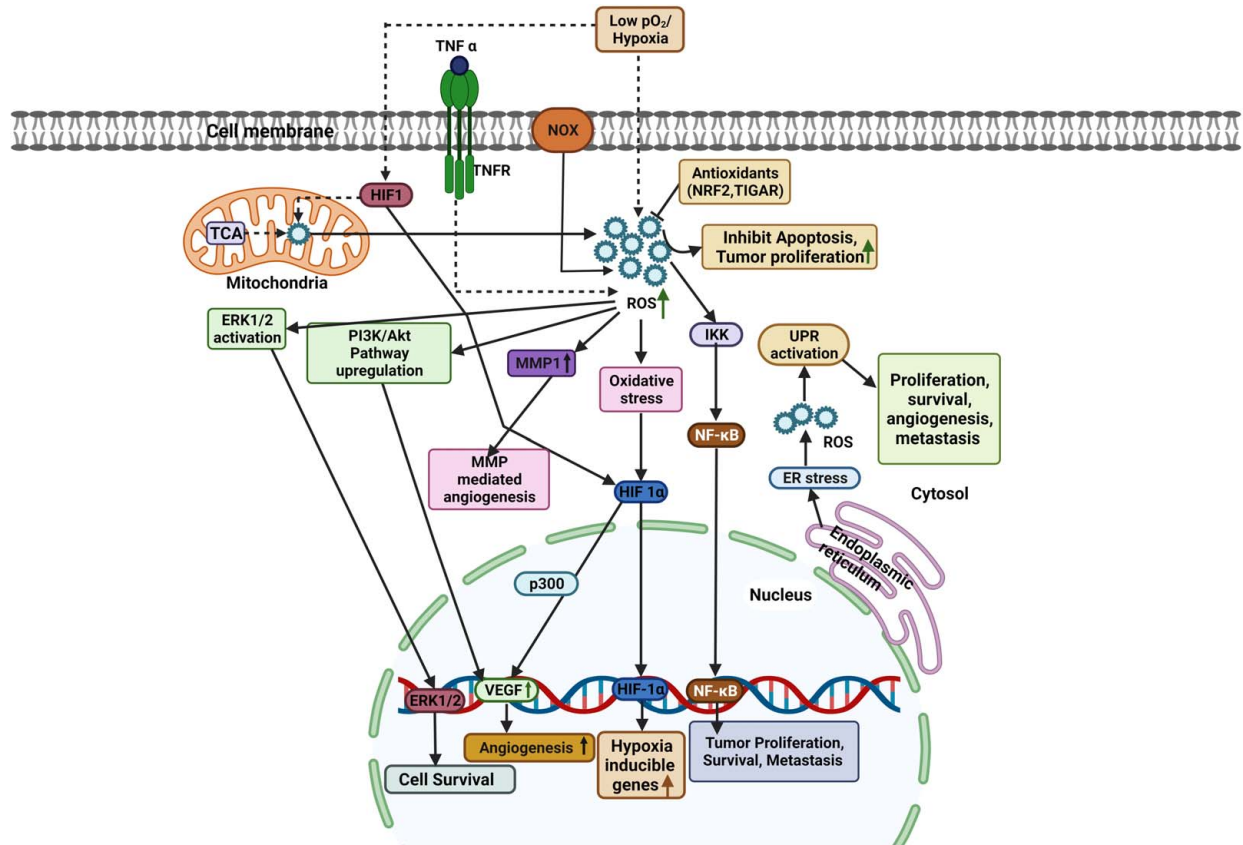 Low pO₂/
Hypoxia
TNF α
Cell membrane
NOX
TNFR
Antioxidants
(NRF2,TIGAR)
HIF1
TCA
Inhibit Apoptosis,
Tumor proliferation
Mitochondria
ROS
ERK1/2
activation
PI3K/Akt
Pathway
upregulation
MMP1
IKK
UPR
activation
Oxidative
stress
Proliferation,
survival,
angiogenesis,
metastasis
NF-κB
ROS
MMP
mediated
angiogenesis
ER stress
HIF 1α
Cytosol
Endoplasmic
reticulum
p300
Nucleus
ERK1/2
VEGF
HIF-1α
NF-κB
Angiogenesis
Hypoxia
inducible
genes
Tumor Proliferation,
Survival, Metastasis
Cell Survival